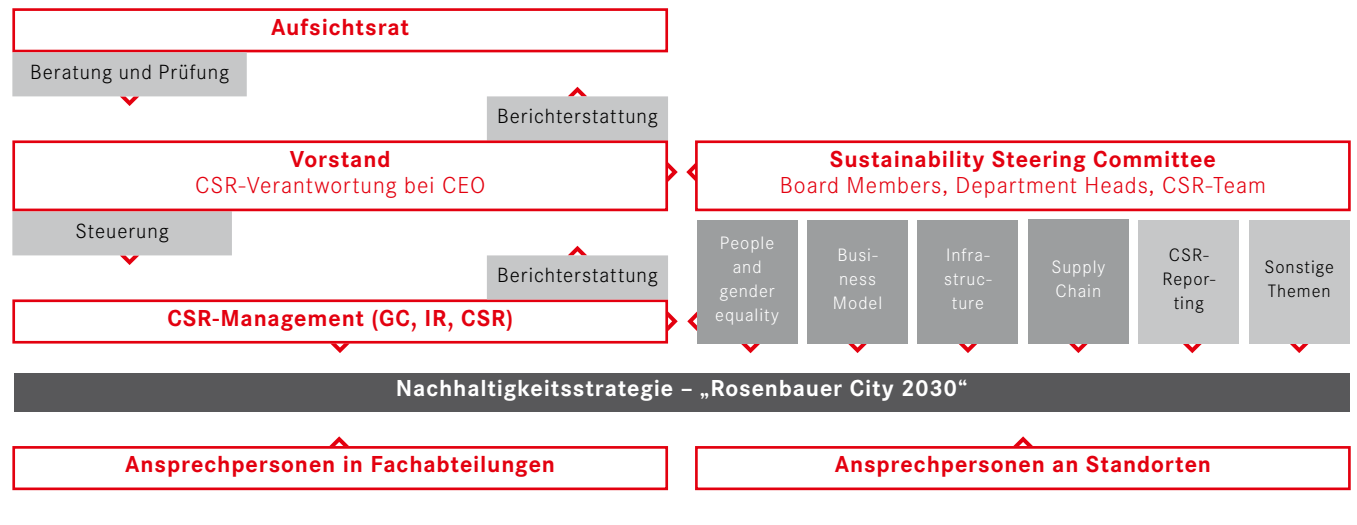 Aufsichtsrat
Beratung und Prüfung
Berichterstattung
Vorstand
CSR-Verantwortung bei CEO
Sustainability Steering Committee
Board Members, Department Heads, CSR-Team
Steuerung
Berichterstattung
CSR-Management (GC, IR, CSR)
People
and
gender
equality
Busi-
ness
Model
Infra-
struc-
ture
Supply
Chain
CSR-
Repor-
ting
Sonstige
Themen
Nachhaltigkeitsstrategie – „Rosenbauer City 2030“
Ansprechpersonen in Fachabteilungen
Ansprechpersonen an Standorten